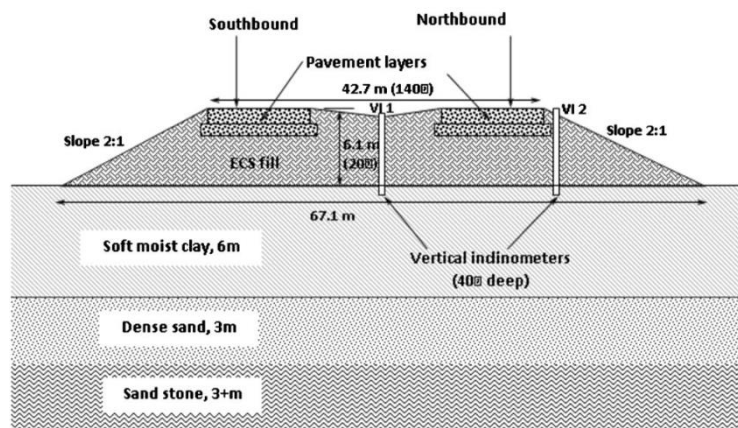 Southbound
Northbound
Pavement layers
42.7 m (140▯)
VI 1
VI 2
Slope 2:1
Slope 2:1
6.1 m
(20▯)
ECS fill
67.1 m
Soft moist clay, 6m
Vertical indinometers
(40▯ deep)
Dense sand, 3m
Sand stone, 3+m